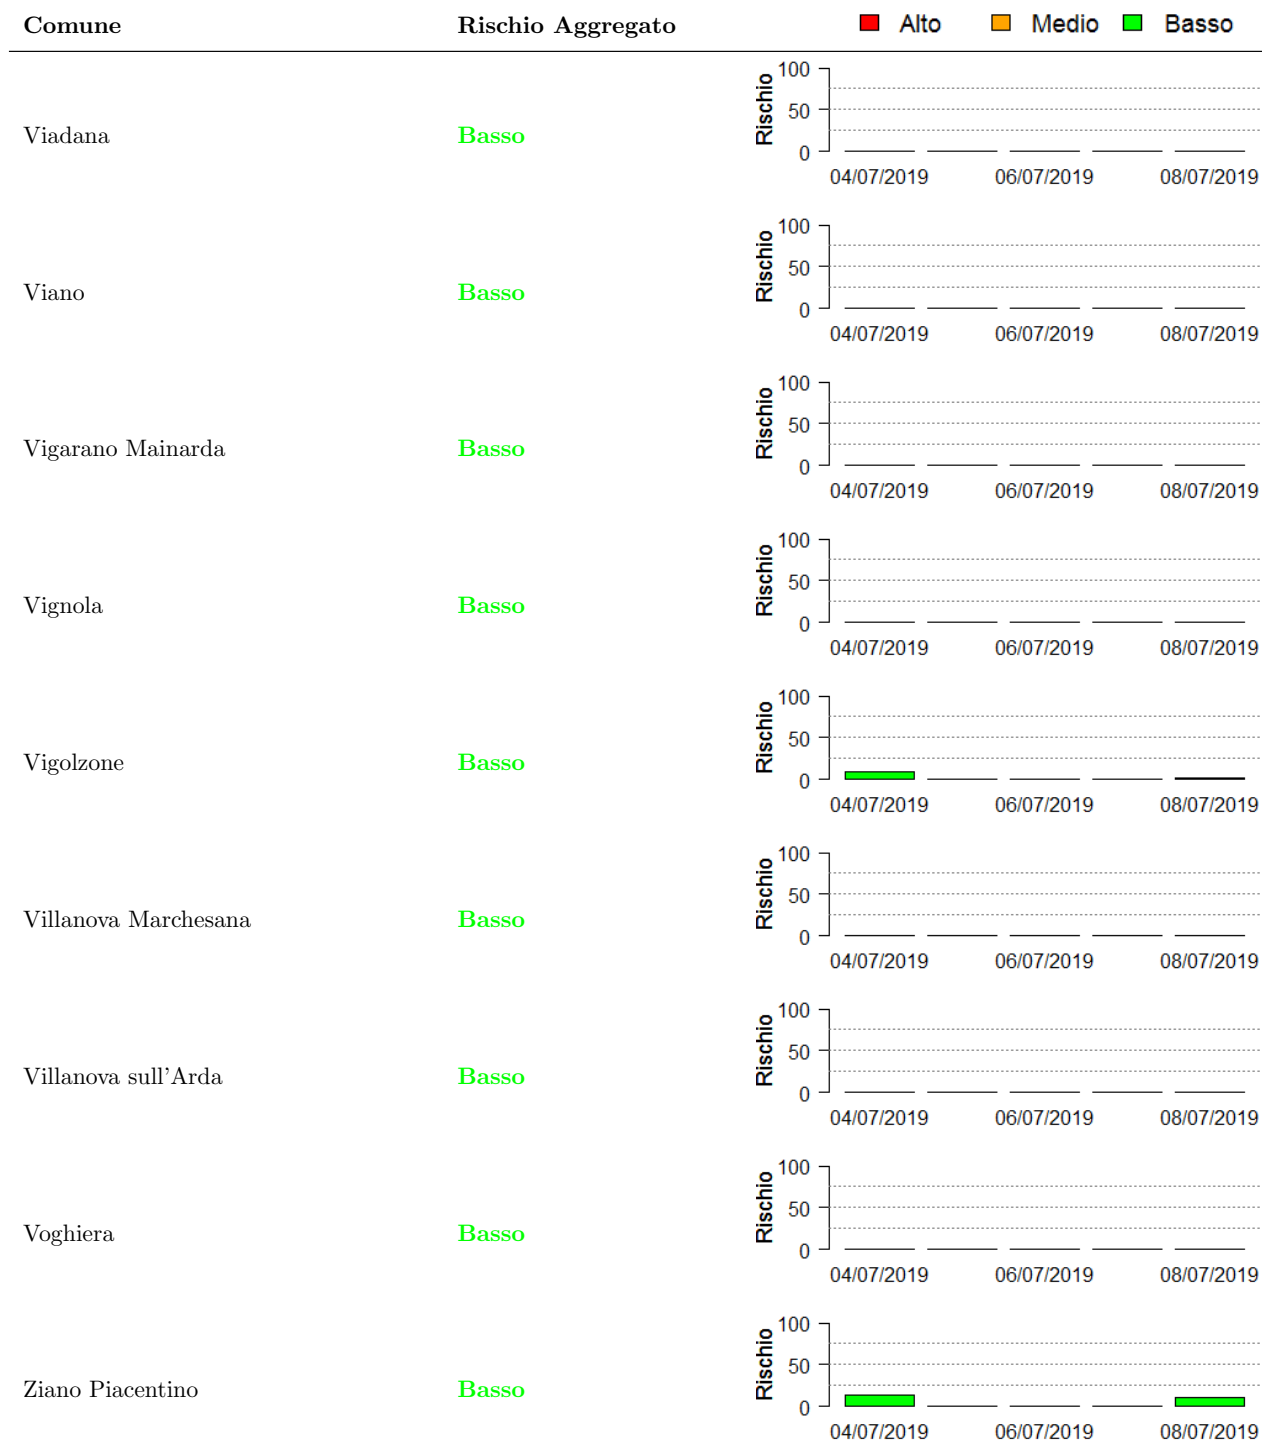 Comune Rischio Aggregato Alto Medio Basso
Viadana Basso Rischio 100 50 0
04/07/2019 06/07/2019 08/07/2019
Viano Basso Rischio 100 50 0
04/07/2019 06/07/2019 08/07/2019
Vigarano Mainarda Basso Rischio 100 50 0
04/07/2019 06/07/2019 08/07/2019
Vignola Basso Rischio 100 50 0
04/07/2019 06/07/2019 08/07/2019
Vigolzone Basso Rischio 100 50 0
04/07/2019 06/07/2019 08/07/2019
Villanova Marchesana Basso Rischio 100 50 0
04/07/2019 06/07/2019 08/07/2019
Villanova sull'Arda Basso Rischio 100 50 0
04/07/2019 06/07/2019 08/07/2019
Voghiera Basso Rischio 100 50 0
04/07/2019 06/07/2019 08/07/2019
Ziano Piacentino Basso Rischio 100 50 0
04/07/2019 06/07/2019 08/07/2019